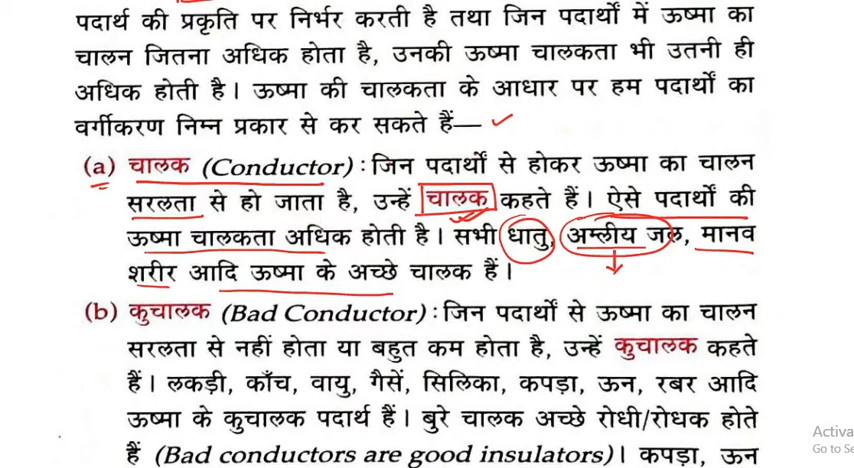 पदार्थ की प्रकृति पर निर्भर करती है तथा जिन पदार्थों में ऊष्मा का
चालन जितना अधिक होता है, उनकी ऊष्मा चालकता भी उतनी ही
अधिक होती है। ऊष्मा की चालकता के आधार पर हम पदार्थों का
वर्गीकरण निम्न प्रकार से कर सकते हैं—
(a) चालक (Conductor) : जिन पदार्थों से होकर ऊष्मा का चालन
सरलता से हो जाता है, उन्हें चालक कहते हैं। ऐसे पदार्थों की
ऊष्मा चालकता अधिक होती है। सभी धातु, अम्लीय जल, मानव
शरीर आदि ऊष्मा के अच्छे चालक हैं।
(b) कुचालक (Bad Conductor) : जिन पदार्थों से ऊष्मा का चालन
सरलता से नहीं होता या बहुत कम होता है, उन्हें कुचालक कहते
हैं। लकड़ी, काँच, वायु, गैसें, सिलिका, कपड़ा, ऊन, रबर आदि
ऊष्मा के कुचालक पदार्थ हैं। बुरे चालक अच्छे रोधी/रोधक होते
हैं (Bad conductors are good insulators)। कपड़ा, ऊन
Activa
Go to Se